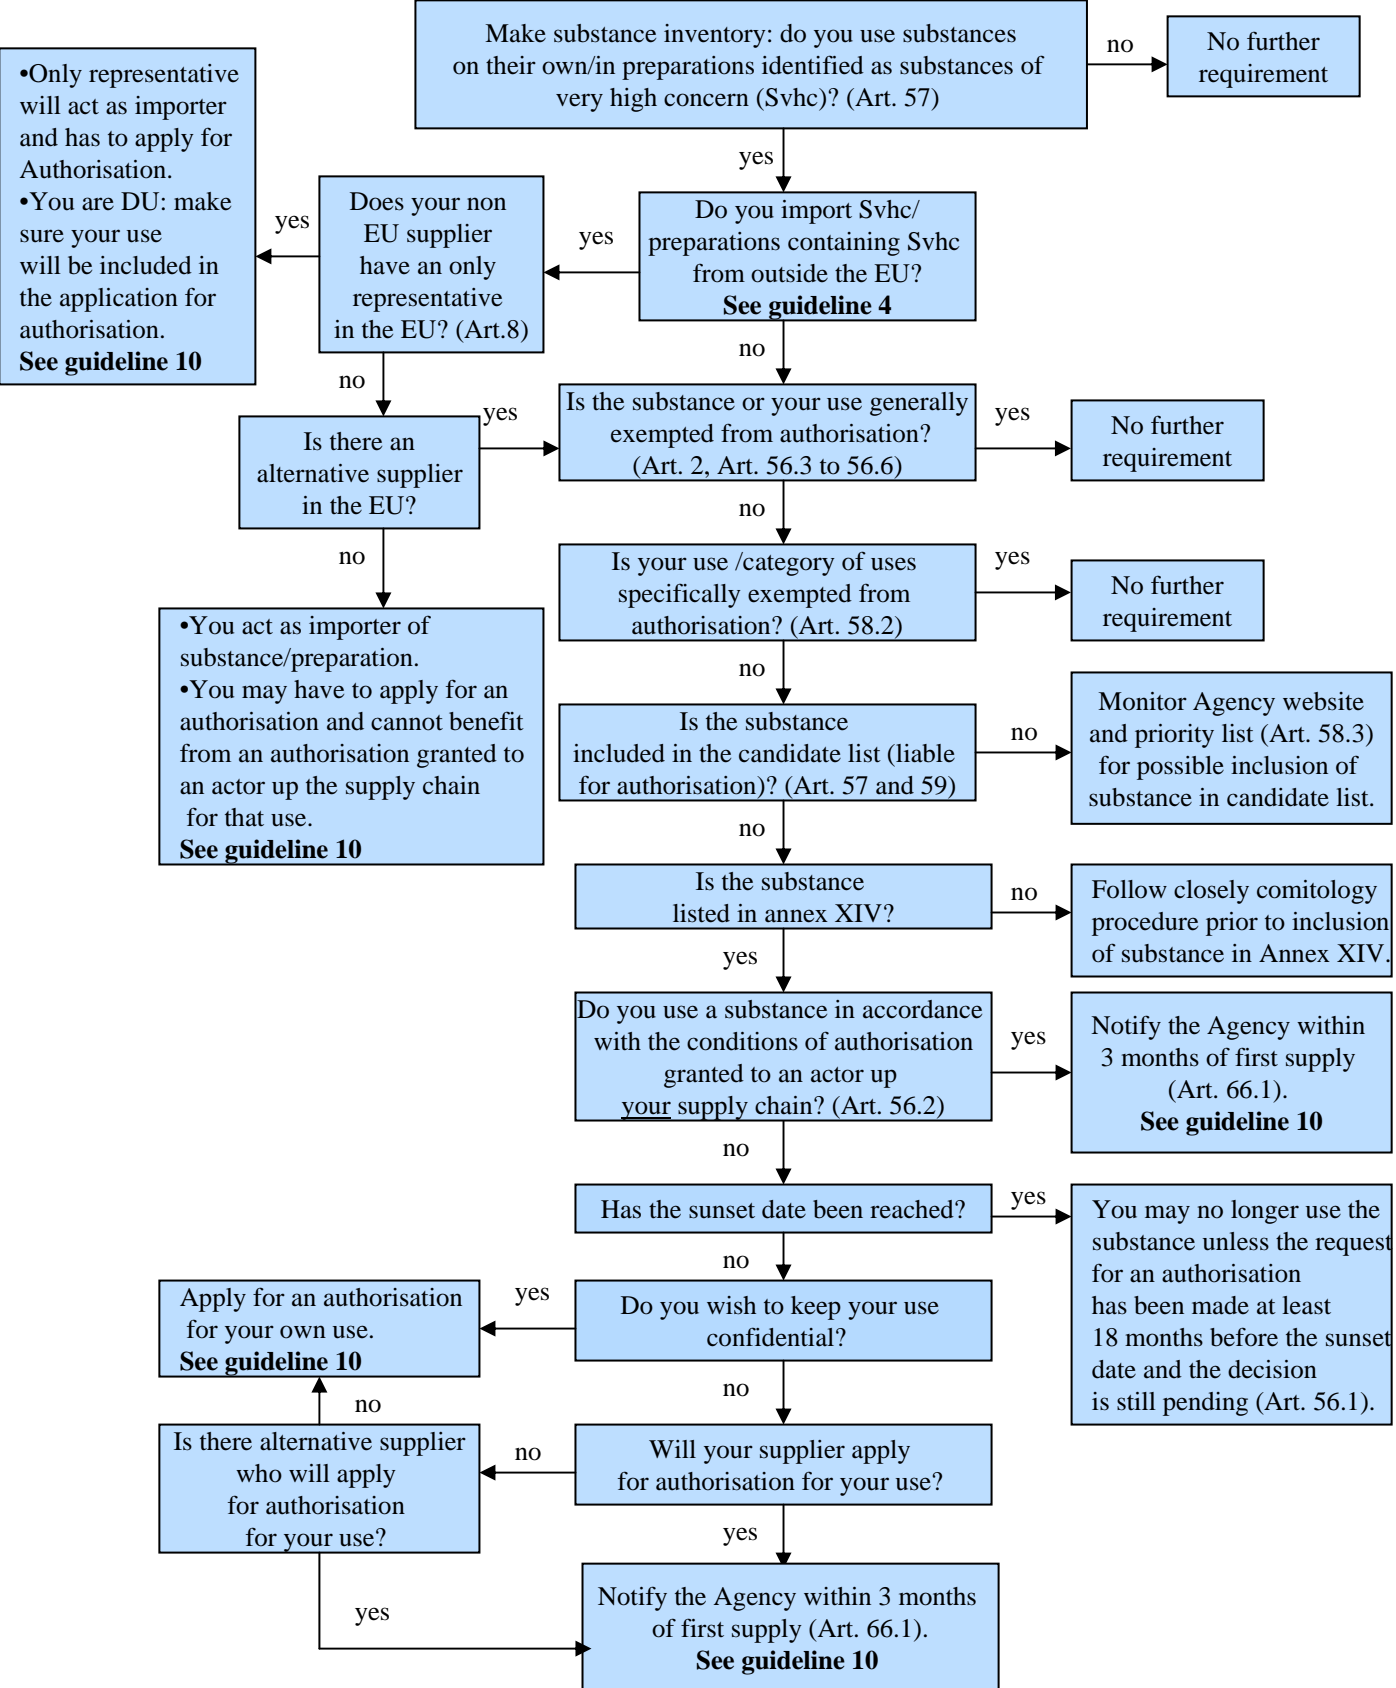 Make substance inventory: do you use substances
on their own/in preparations identified as substances of
very high concern (Svhc)? (Art. 57)
no
No further
requirement
yes
•Only representative
will act as importer
and has to apply for
Authorisation.
•You are DU: make
sure your use
will be included in
the application for
authorisation.
See guideline 10
yes
Does your non
EU supplier
have an only
representative
in the EU? (Art.8)
yes
Do you import Svhc/
preparations containing Svhc
from outside the EU?
See guideline 4
no
no
Is there an
alternative supplier
in the EU?
yes
Is the substance or your use generally
exempted from authorisation?
(Art. 2, Art. 56.3 to 56.6)
yes
No further
requirement
no
no
•You act as importer of
substance/preparation.
•You may have to apply for an
authorisation and cannot benefit
from an authorisation granted to
an actor up the supply chain
for that use.
See guideline 10
Is your use /category of uses
specifically exempted from
authorisation? (Art. 58.2)
yes
No further
requirement
no
Is the substance
included in the candidate list (liable
for authorisation)? (Art. 57 and 59)
no
Monitor Agency website
and priority list (Art. 58.3)
for possible inclusion of
substance in candidate list.
no
Is the substance
listed in annex XIV?
no
Follow closely comitology
procedure prior to inclusion
of substance in Annex XIV.
yes
Do you use a substance in accordance
with the conditions of authorisation
granted to an actor up
your supply chain? (Art. 56.2)
yes
Notify the Agency within
3 months of first supply
(Art. 66.1).
See guideline 10
no
Has the sunset date been reached?
yes
You may no longer use the
substance unless the request
for an authorisation
has been made at least
18 months before the sunset
date and the decision
is still pending (Art. 56.1).
no
Do you wish to keep your use
confidential?
yes
Apply for an authorisation
for your own use.
See guideline 10
no
no
Will your supplier apply
for authorisation for your use?
no
Is there alternative supplier
who will apply
for authorisation
for your use?
yes
yes
Notify the Agency within 3 months
of first supply (Art. 66.1).
See guideline 10